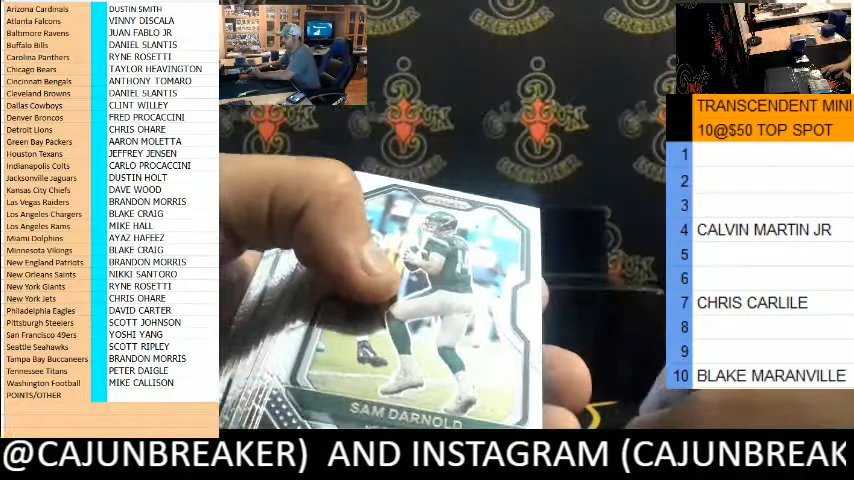 Arizona Cardinals DUSTIN SMITH
Atlanta Falcons VINNY DISCALA
Baltimore Ravens JUAN FABLO JR
Buffalo Bills DANIEL SLANTIS
Carolina Panthers RYNE ROSETTI
Chicago Bears TAYLOR HEAVINGTON
Cincinnati Bengals ANTHONY TOMARO
Cleveland Browns DANIEL SLANTIS
Dallas Cowboys CLINT WILLEY
Denver Broncos FRED PROCACCINI
Detroit Lions CHRIS OHARE
Green Bay Packers AARON MOLETTA
Houston Texans JEFFREY JENSEN
Indianapolis Colts CARLO PROCACCINI
Jacksonville Jaguars DUSTIN HOLT
Kansas City Chiefs DAVE WOOD
Las Vegas Raiders BRANDON MORRIS
Los Angeles Chargers BLAKE CRAIG
Los Angeles Rams MIKE HALL
Miami Dolphins AYAZ HAFEEZ
Minnesota Vikings BLAKE CRAIG
New England Patriots BRANDON MORRIS
New Orleans Saints NIKKI SANTORO
New York Giants RYNE ROSETTI
New York Jets CHRIS OHARE
Philadelphia Eagles DAVID CARTER
Pittsburgh Steelers SCOTT JOHNSON
San Francisco 49ers YOSHI YANG
Seattle Seahawks SCOTT RIPLEY
Tampa Bay Buccaneers BRANDON MORRIS
Tennessee Titans PETER DAIGLE
Washington Football MIKE CALLISON
POINTS/OTHER
SAM DARNOLD
TRANSCENDENT MINI
10@$50 TOP SPOT
1
2
3
4 CALVIN MARTIN JR
5
6
7 CHRIS CARLILE
8
9
10 BLAKE MARANVILLE
@CAJUNBREAKER) AND INSTAGRAM (CAJUNBREAK